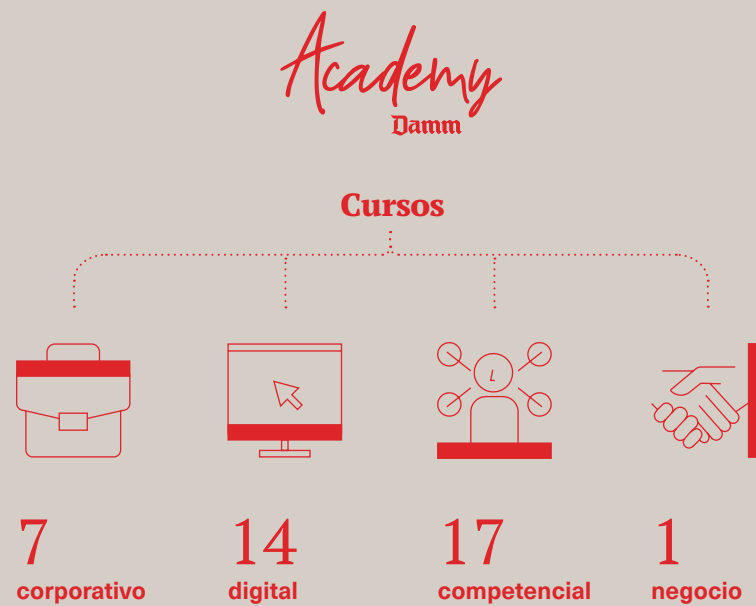 Academy
Damm
Cursos
L
7
corporativo
14
digital
17
competencial
1
negocio